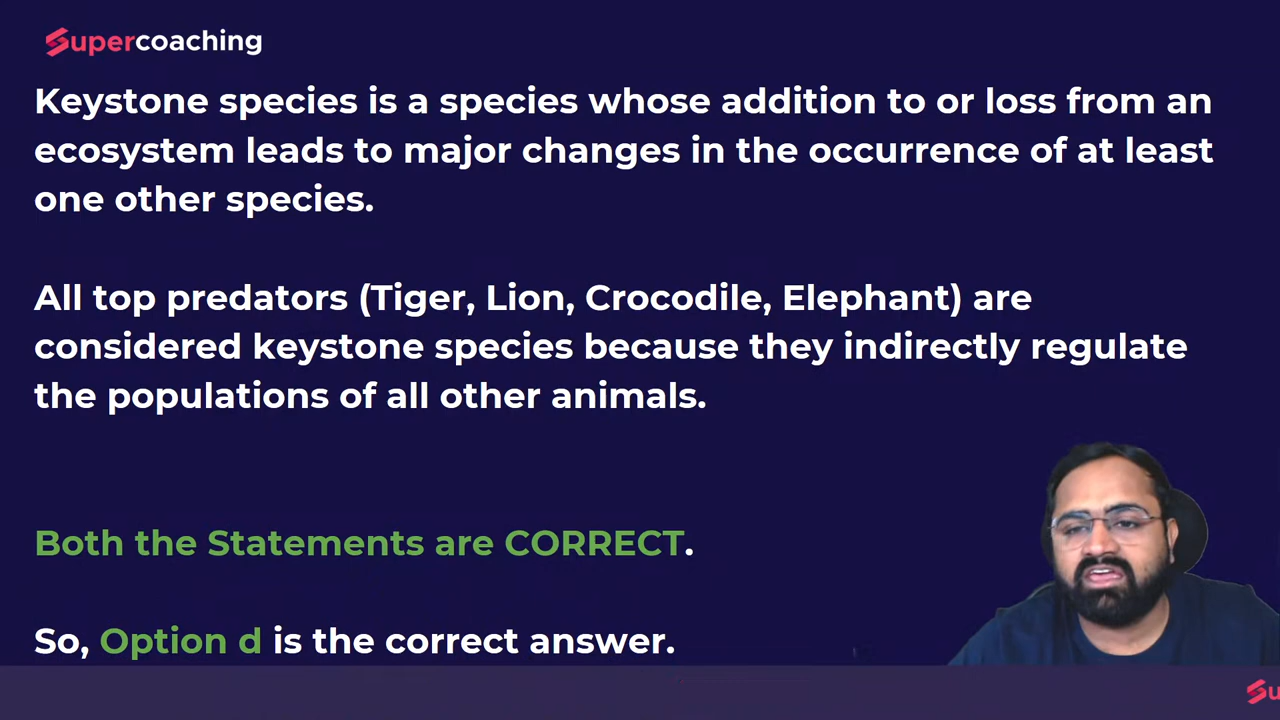 Supercoaching
Keystone species is a species whose addition to or loss from an
ecosystem leads to major changes in the occurrence of at least
one other species.
All top predators (Tiger, Lion, Crocodile, Elephant) are
considered keystone species because they indirectly regulate
the populations of all other animals.
Both the Statements are CORRECT.
So, Option d is the correct answer.
Su